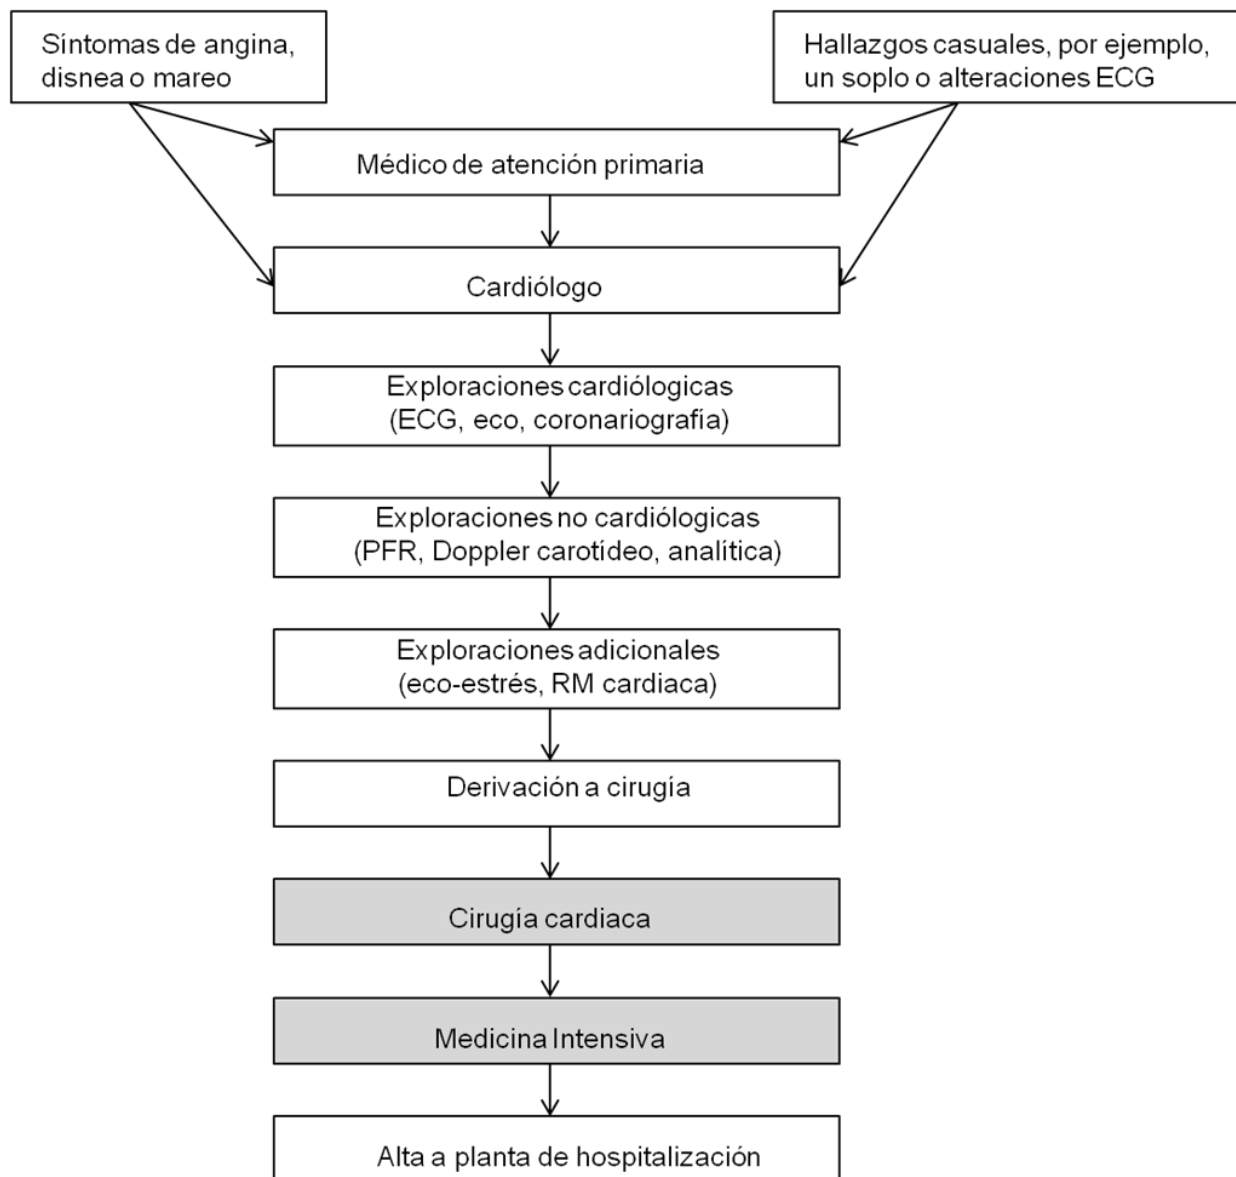 Síntomas de angina,
disnea o mareo
Hallazgos casuales, por ejemplo,
un soplo o alteraciones ECG
Médico de atención primaria
Cardiólogo
Exploraciones cardiólogicas
(ECG, eco, coronariografía)
Exploraciones no cardiólogicas
(PFR, Doppler carotídeo, analítica)
Exploraciones adicionales
(eco-estrés, RM cardiaca)
Derivación a cirugía
Cirugía cardiaca
Medicina Intensiva
Alta a planta de hospitalización